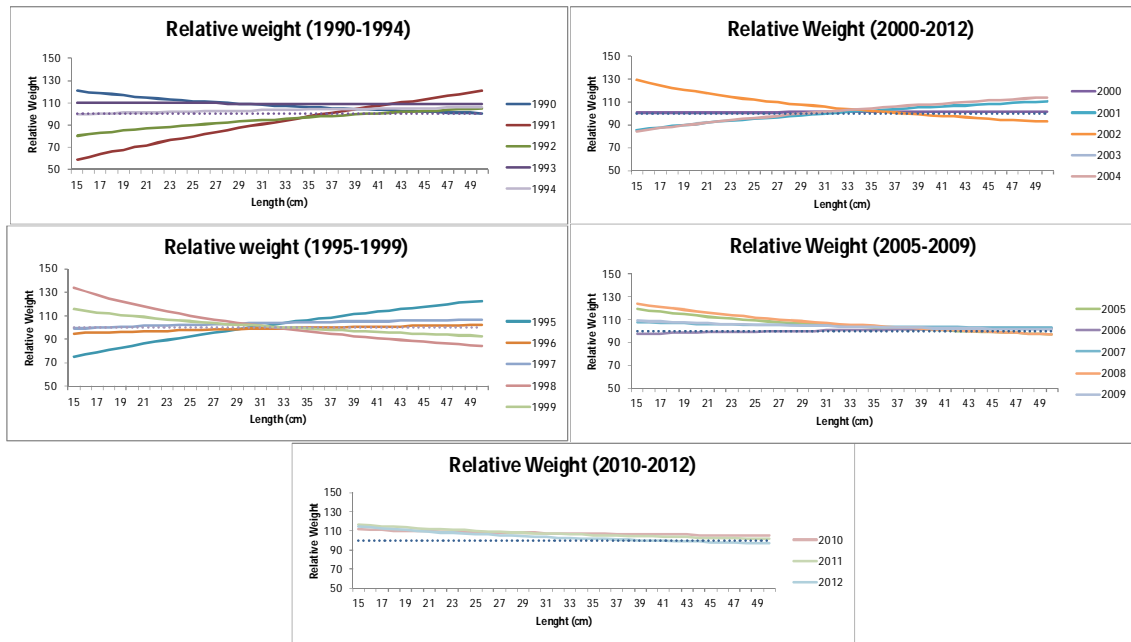 Relative weight (1990-1994)
Relative Weight
150
130
110
90
70
50
15 17 19 21 23 25 27 29 31 33 35 37 39 41 43 45 47 49
Length (cm)
1990
1991
1992
1993
1994
Relative Weight (2000-2012)
Relative Weight
150
130
110
90
70
50
15 17 19 21 23 25 27 29 31 33 35 37 39 41 43 45 47 49
Lenght (cm)
2000
2001
2002
2003
2004
Relative weight (1995-1999)
Relative Weight
150
130
110
90
70
50
15 17 19 21 23 25 27 29 31 33 35 37 39 41 43 45 47 49
Length (cm)
1995
1996
1997
1998
1999
Relative Weight (2005-2009)
Relative Weight
150
130
110
90
70
50
15 17 19 21 23 25 27 29 31 33 35 37 39 41 43 45 47 49
Lenght (cm)
2005
2006
2007
2008
2009
Relative Weight (2010-2012)
Relative Weight
150
130
110
90
70
50
15 17 19 21 23 25 27 29 31 33 35 37 39 41 43 45 47 49
Lenght (cm)
2010
2011
2012